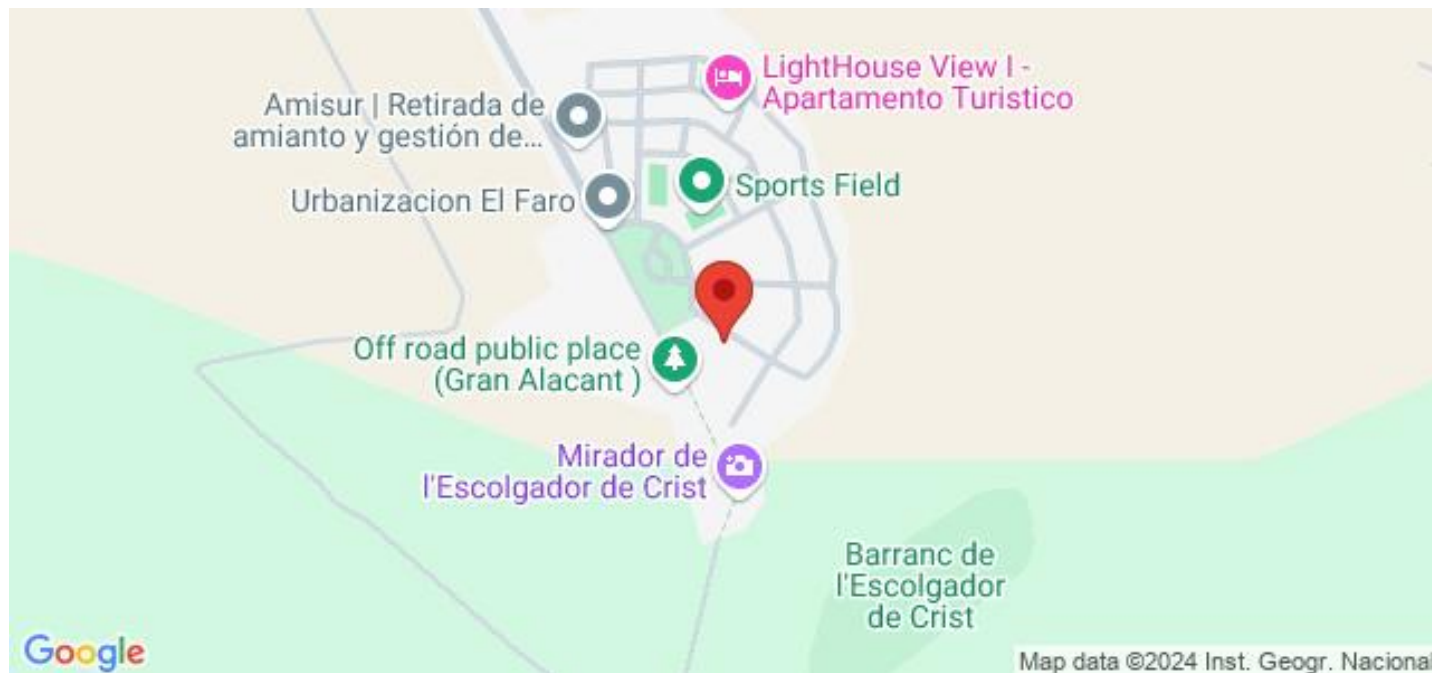 LightHouse View I -
Apartamento Turistico
Amisur | Retirada de
amianto y gestión de...
Sports Field
Urbanizacion El Faro
Off road public place
(Gran Alacant )
Mirador de
l'Escolgador de Crist
Barranc de
l'Escolgador
de Crist
Google
Map data ©2024 Inst. Geogr. Nacional